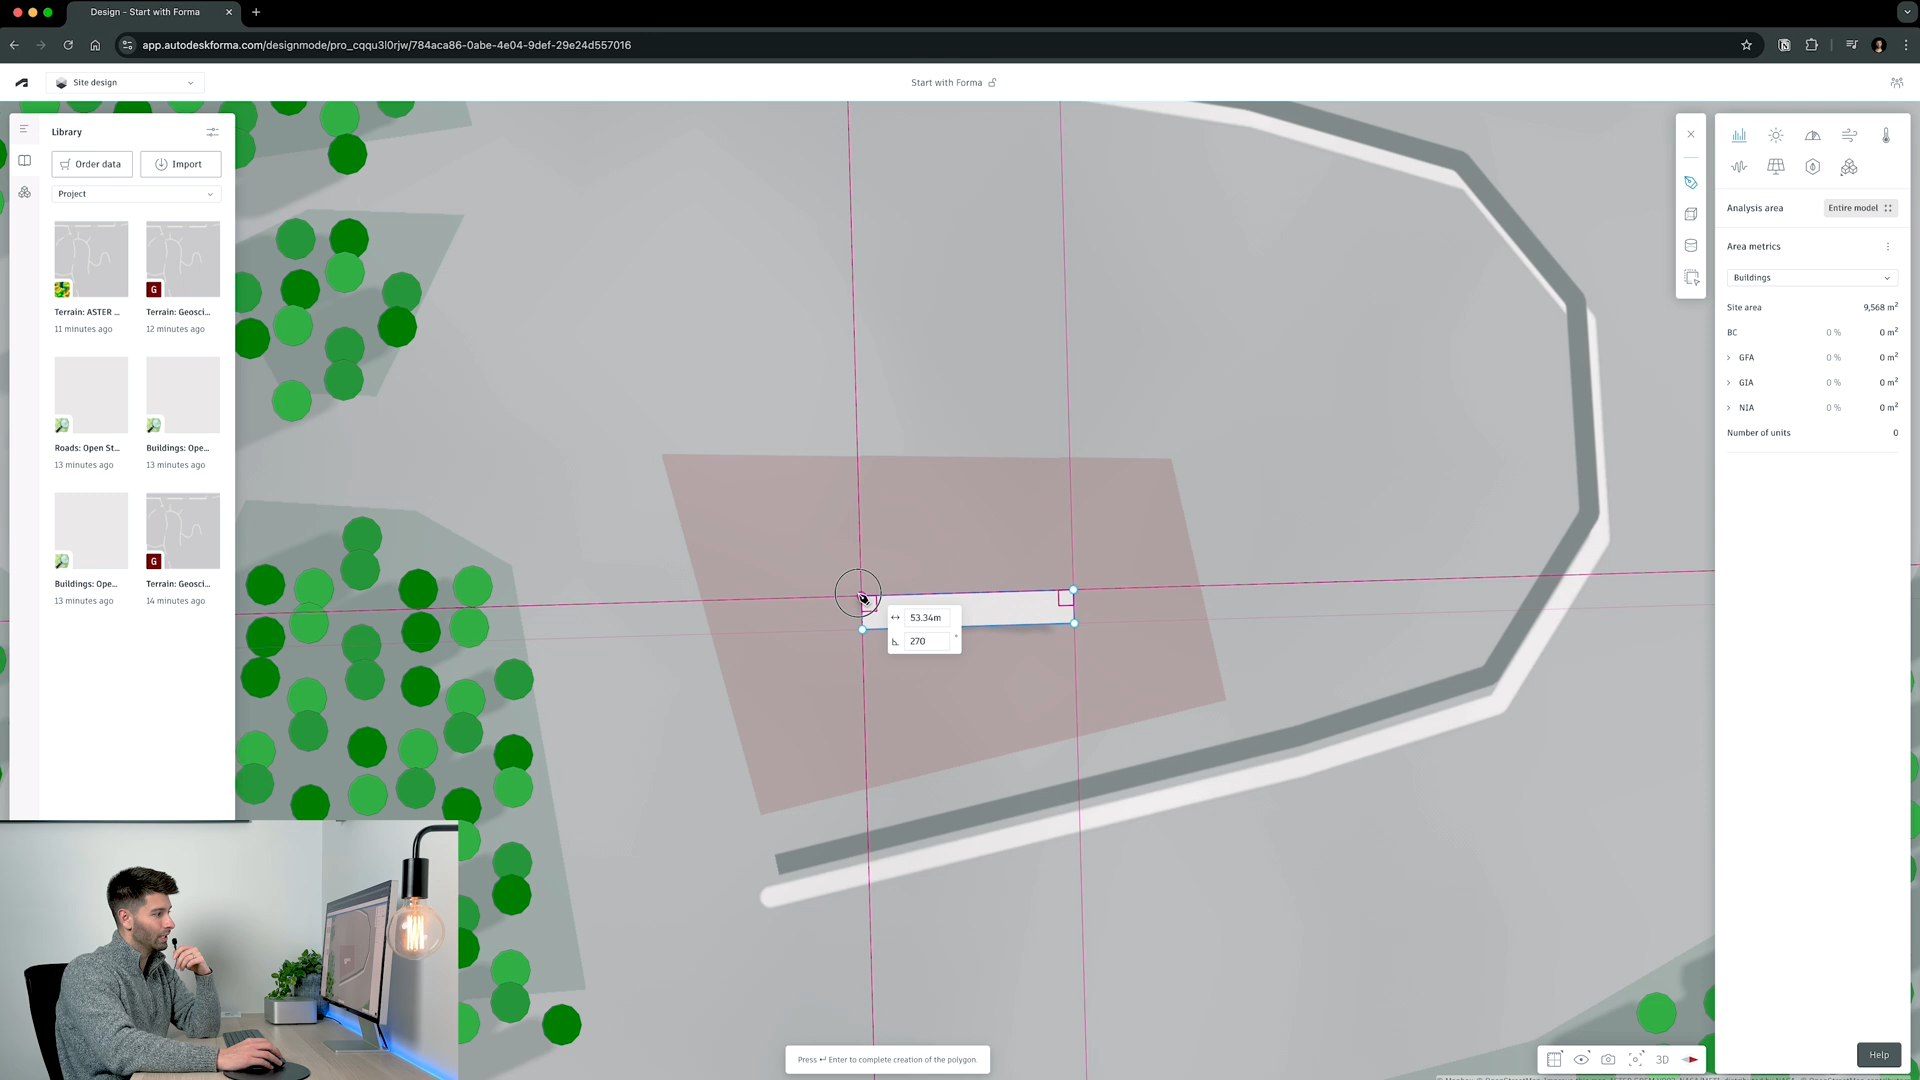 Design - Start with Forma
app.autodeskforma.com/designmode/pro_cqqu3l0rjw/784aca86-0abe-4e04-9def-29e24d557016
Site design
Start with Forma
Library
Order data
Import
Project
Terrain: ASTER ...
11 minutes ago
Terrain: Geosci...
12 minutes ago
Roads: Open St...
13 minutes ago
Buildings: Ope...
13 minutes ago
Buildings: Ope...
13 minutes ago
Terrain: Geosci...
14 minutes ago
G
G
53.34m
270 °
Analysis area
Entire model
Area metrics
Buildings
Site area 9,568 m²
BC 0 % 0 m²
GFA 0 % 0 m²
GIA 0 % 0 m²
NIA 0 % 0 m²
Number of units 0
Press ↵ Enter to complete creation of the polygon.
3D
Help